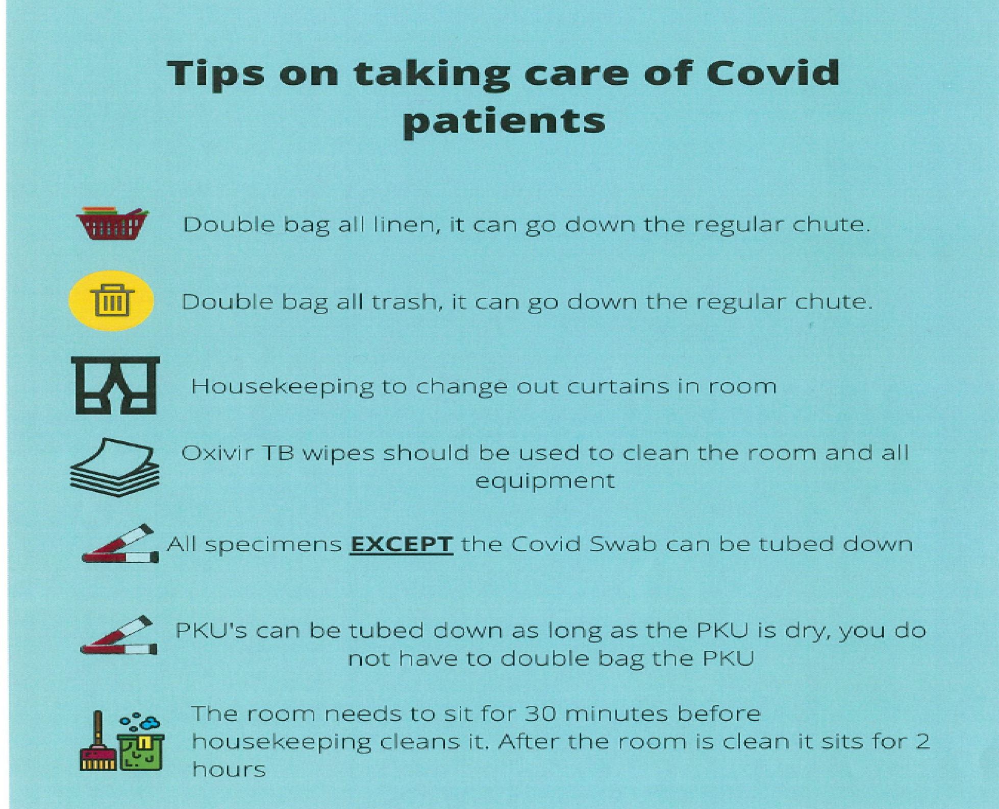 Tips on taking care of Covid
patients
Double bag all linen, it can go down the regular chute.
Double bag all trash, it can go down the regular chute.
Housekeeping to change out curtains in room
Oxivir TB wipes should be used to clean the room and all
equipment
All specimens EXCEPT the Covid Swab can be tubed down
PKU's can be tubed down as long as the PKU is dry, you do
not have to double bag the PKU
The room needs to sit for 30 minutes before
housekeeping cleans it. After the room is clean it sits for 2
hours